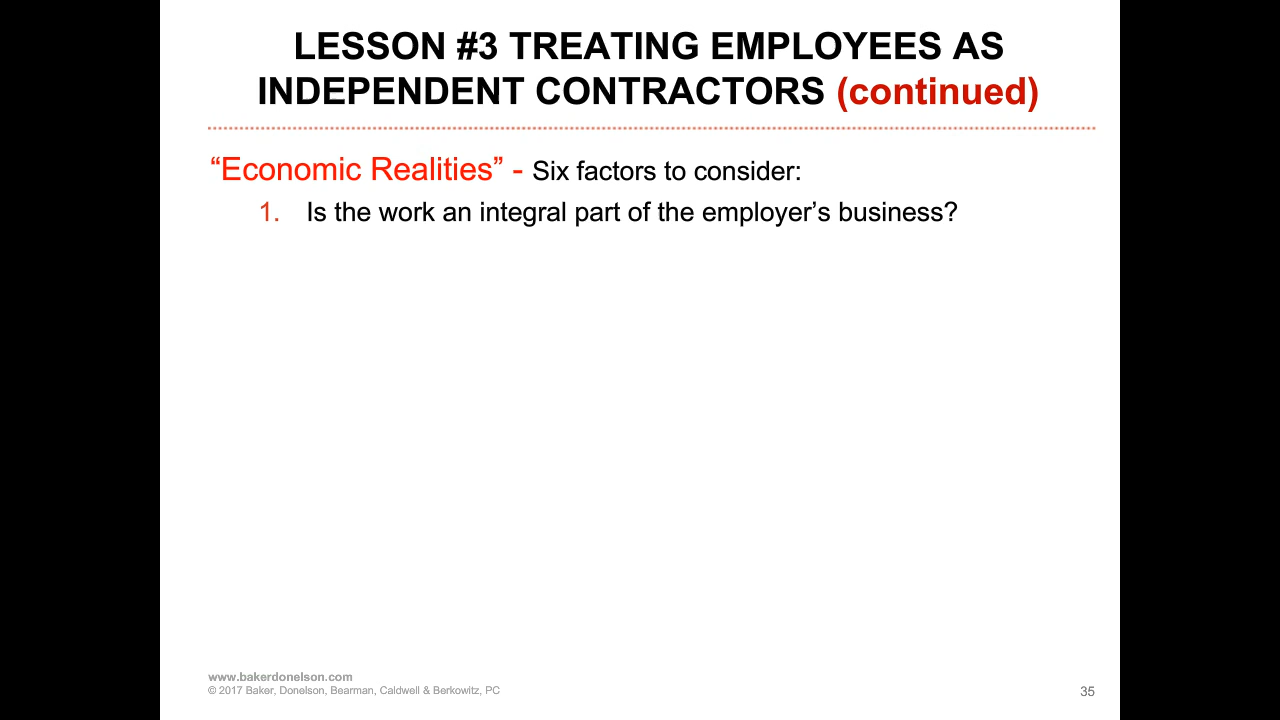 LESSON #3 TREATING EMPLOYEES AS
INDEPENDENT CONTRACTORS (continued)
“Economic Realities” - Six factors to consider:
1. Is the work an integral part of the employer’s business?
www.bakerdonelson.com
© 2017 Baker, Donelson, Bearman, Caldwell & Berkowitz, PC
35